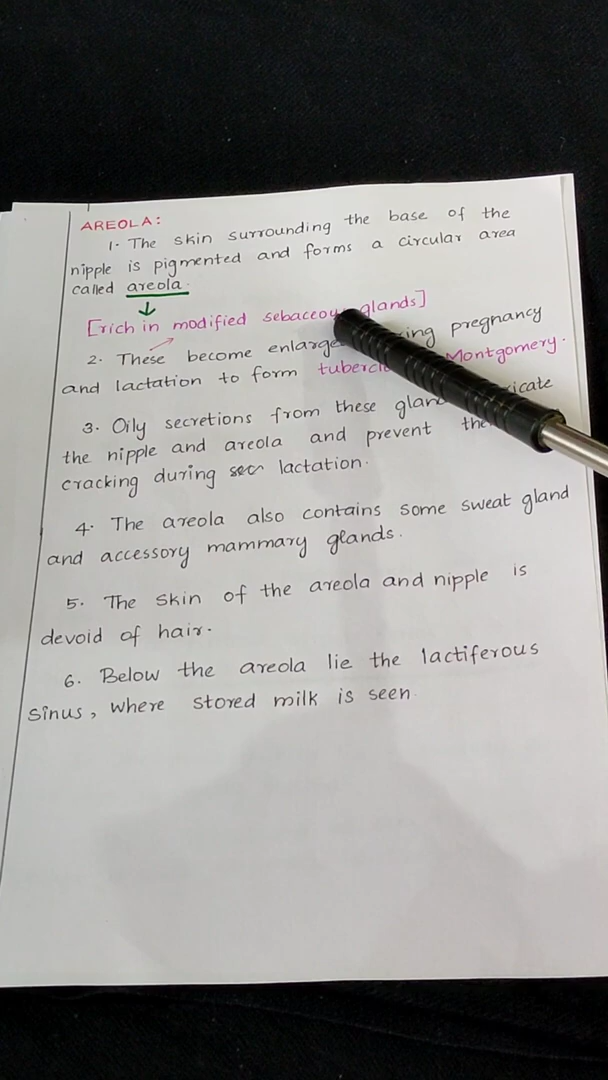 AREOLA:
1. The skin surrounding the base of the
nipple is pigmented and forms a circular area
called areola.
[rich in modified sebaceou glands]
2. These become enlarge ing pregnancy
and lactation to form tuberc Montgomery.
3. Oily secretions from these gland icate
the nipple and areola and prevent the
cracking during lactation.
4. The areola also contains some sweat gland
and accessory mammary glands.
5. The skin of the areola and nipple is
devoid of hair.
6. Below the areola lie the lactiferous
sinus, where stored milk is seen